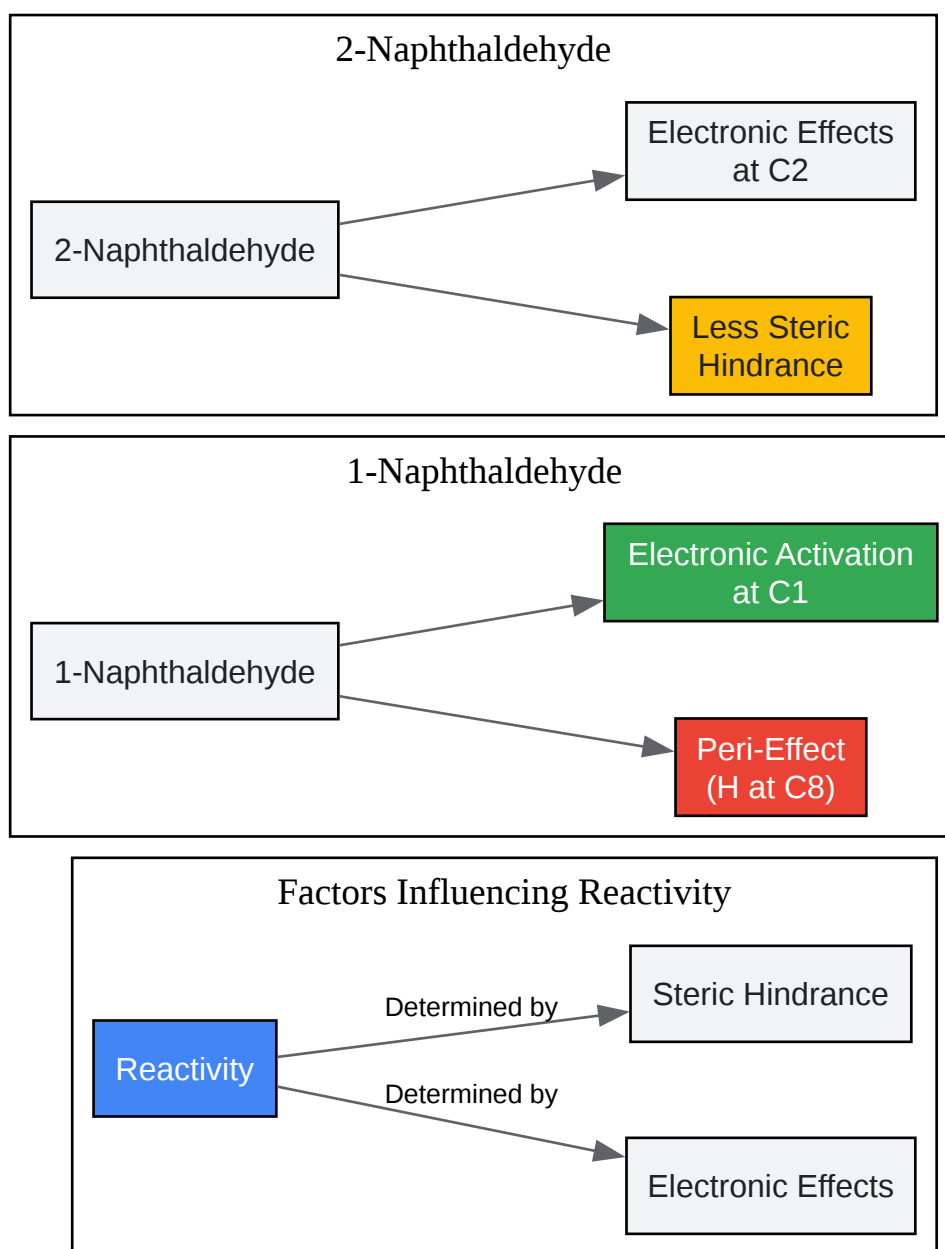 2-Naphthaldehyde
Electronic Effects
at C2
2-Naphthaldehyde
Less Steric
Hindrance
1-Naphthaldehyde
Electronic Activation
at C1
1-Naphthaldehyde
Peri-Effect
(H at C8)
Factors Influencing Reactivity
Steric Hindrance
Determined by
Reactivity
Determined by
Electronic Effects